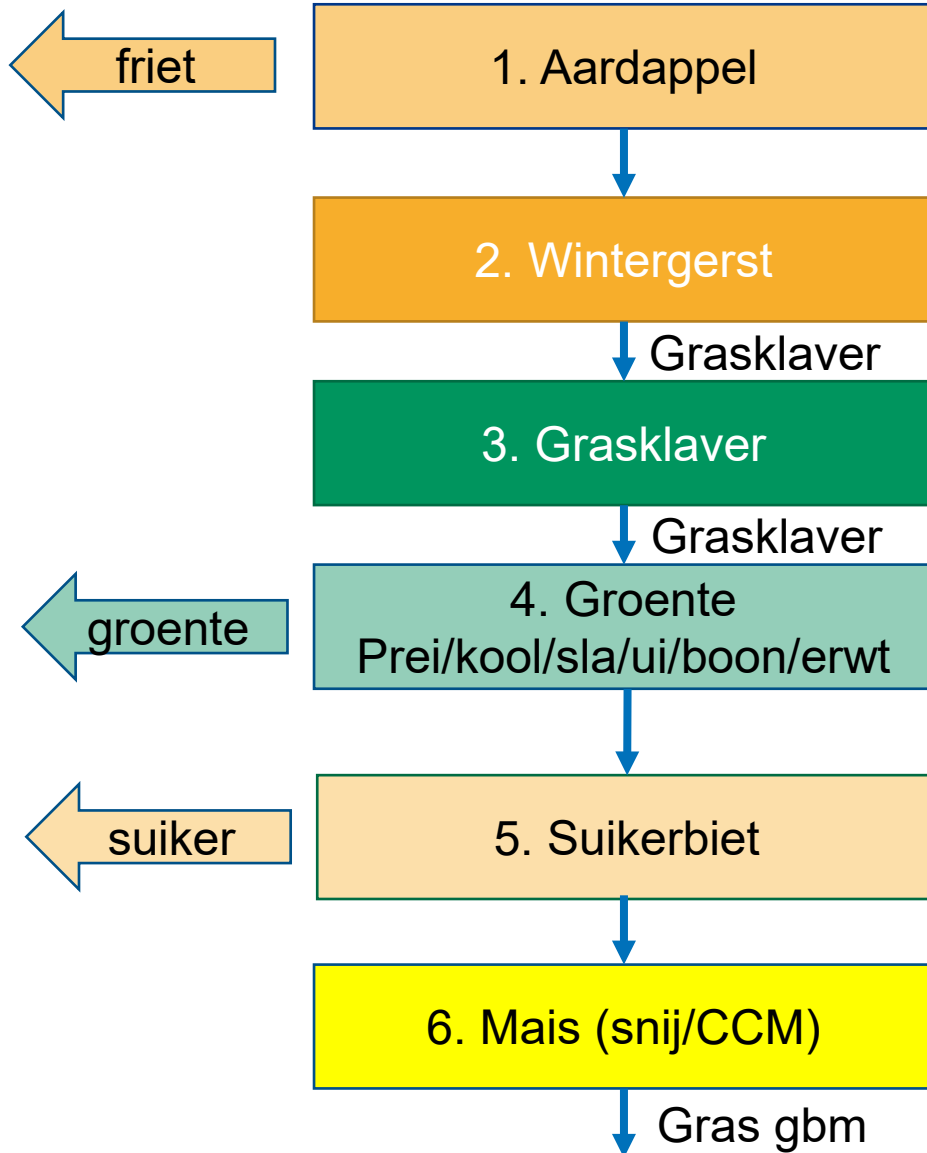 friet
1. Aardappel
2. Wintergerst
Grasklaver
3. Grasklaver
Grasklaver
groente
4. Groente
Prei/kool/sla/ui/boon/erwt
suiker
5. Suikerbiet
6. Mais (snij/CCM)
Gras gbm